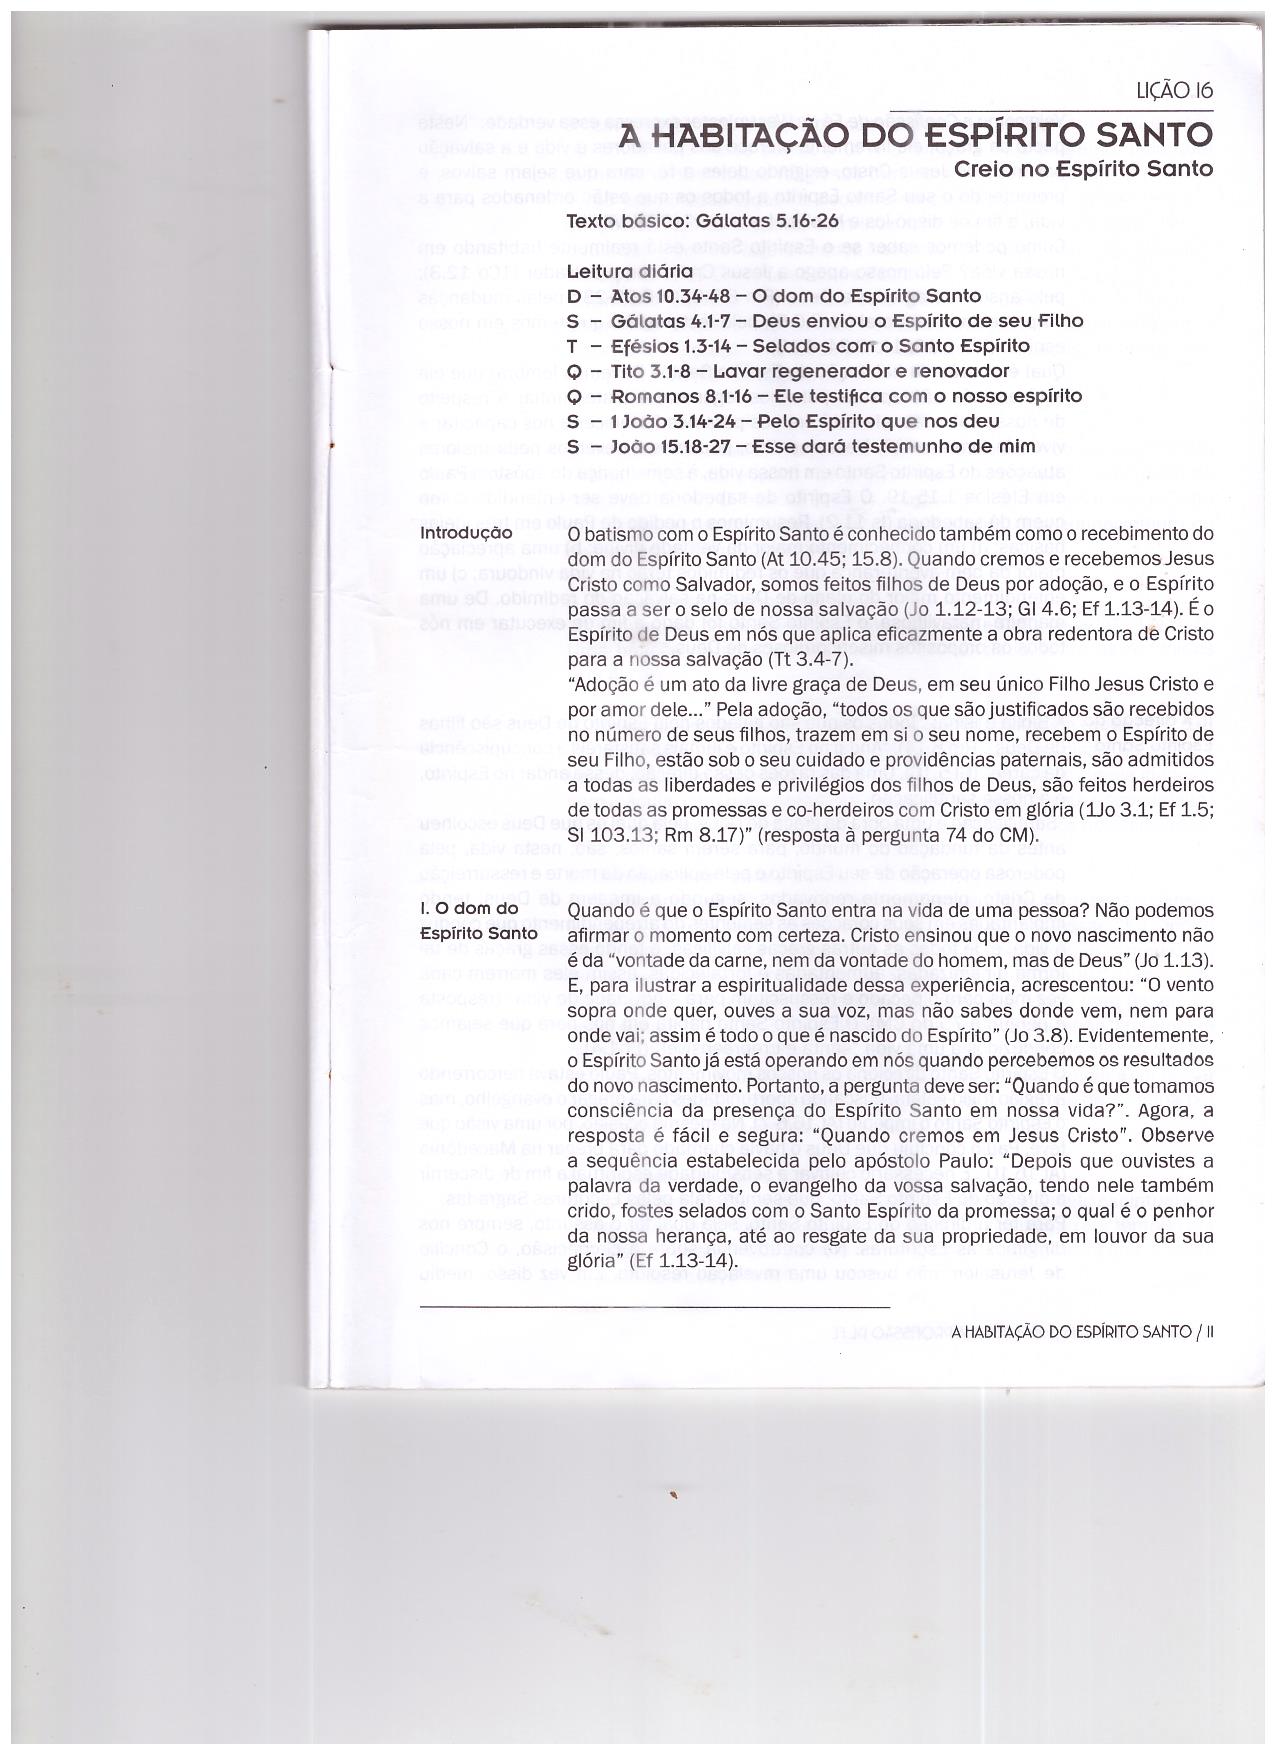 LIÇÃO 16
A HABITAÇÃO DO ESPÍRITO SANTO
Creio no Espírito Santo
Texto básico: Gálatas 5.16-26
Leitura diária
D – Atos 10.34-48 – O dom do Espírito Santo
S – Gálatas 4.1-7 – Deus enviou o Espírito de seu Filho
T – Efésios 1.3-14 – Selados com o Santo Espírito
Q – Tito 3.1-8 – Lavar regenerador e renovador
Q – Romanos 8.1-16 – Ele testifica com o nosso espírito
S – 1 João 3.14-24 – Pelo Espírito que nos deu
S – João 15.18-27 – Esse dará testemunho de mim
Introdução
O batismo com o Espírito Santo é conhecido também como o recebimento do
dom do Espírito Santo (At 10.45; 15.8). Quando cremos e recebemos Jesus
Cristo como Salvador, somos feitos filhos de Deus por adoção, e o Espírito
passa a ser o selo de nossa salvação (Jo 1.12-13; Gl 4.6; Ef 1.13-14). É o
Espírito de Deus em nós que aplica eficazmente a obra redentora de Cristo
para a nossa salvação (Tt 3.4-7).
“Adoção é um ato da livre graça de Deus, em seu único Filho Jesus Cristo e
por amor dele...” Pela adoção, “todos os que são justificados são recebidos
no número de seus filhos, trazem em si o seu nome, recebem o Espírito de
seu Filho, estão sob o seu cuidado e providências paternais, são admitidos
a todas as liberdades e privilégios dos filhos de Deus, são feitos herdeiros
de todas as promessas e co-herdeiros com Cristo em glória (1Jo 3.1; Ef 1.5;
Sl 103.13; Rm 8.17)” (resposta à pergunta 74 do CM).
I. O dom do
Espírito Santo
Quando é que o Espírito Santo entra na vida de uma pessoa? Não podemos
afirmar o momento com certeza. Cristo ensinou que o novo nascimento não
é da “vontade da carne, nem da vontade do homem, mas de Deus” (Jo 1.13).
E, para ilustrar a espiritualidade dessa experiência, acrescentou: “O vento
sopra onde quer, ouves a sua voz, mas não sabes donde vem, nem para
onde vai; assim é todo o que é nascido do Espírito” (Jo 3.8). Evidentemente,
o Espírito Santo já está operando em nós quando percebemos os resultados
do novo nascimento. Portanto, a pergunta deve ser: “Quando é que tomamos
consciência da presença do Espírito Santo em nossa vida?”. Agora, a
resposta é fácil e segura: “Quando cremos em Jesus Cristo”. Observe
a sequência estabelecida pelo apóstolo Paulo: “Depois que ouvistes a
palavra da verdade, o evangelho da vossa salvação, tendo nele também
crido, fostes selados com o Santo Espírito da promessa; o qual é o penhor
da nossa herança, até ao resgate da sua propriedade, em louvor da sua
glória” (Ef 1.13-14).
A HABITAÇÃO DO ESPÍRITO SANTO / 11